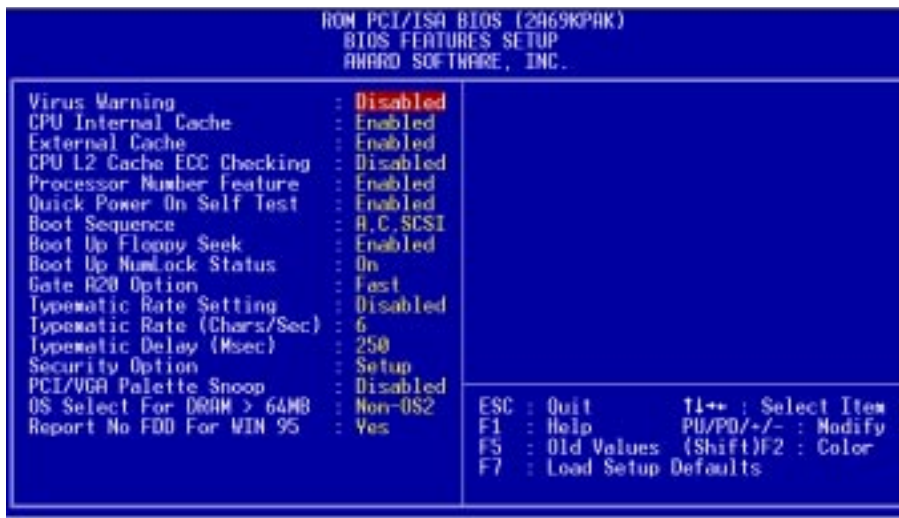 ROM PCI/ISA BIOS (2A69KPAK)
BIOS FEATURES SETUP
AWARD SOFTWARE, INC.
Virus Warning : Disabled
CPU Internal Cache : Enabled
External Cache : Enabled
CPU L2 Cache ECC Checking : Disabled
Processor Number Feature : Enabled
Quick Power On Self Test : Enabled
Boot Sequence : A,C,SCSI
Boot Up Floppy Seek : Enabled
Boot Up NumLock Status : On
Gate A20 Option : Fast
Typematic Rate Setting : Disabled
Typematic Rate (Chars/Sec) : 6
Typematic Delay (Msec) : 250
Security Option : Setup
PCI/VGA Palette Snoop : Disabled
OS Select For DRAM > 64MB : Non-OS2
Report No FDD For WIN 95 : Yes
ESC : Quit ↑↓→← : Select Item
F1 : Help PU/PD/+/- : Modify
F5 : Old Values (Shift)F2 : Color
F7 : Load Setup Defaults